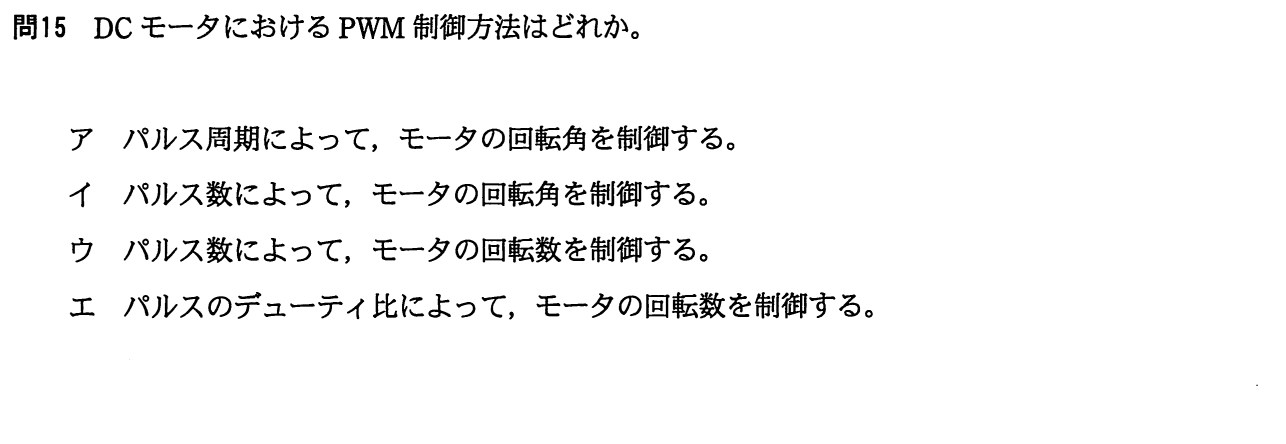 問15 DCモータにおけるPWM制御方法はどれか。
ア パルス周期によって，モータの回転角を制御する。
イ パルス数によって，モータの回転角を制御する。
ウ パルス数によって，モータの回転数を制御する。
エ パルスのデューティ比によって，モータの回転数を制御する。